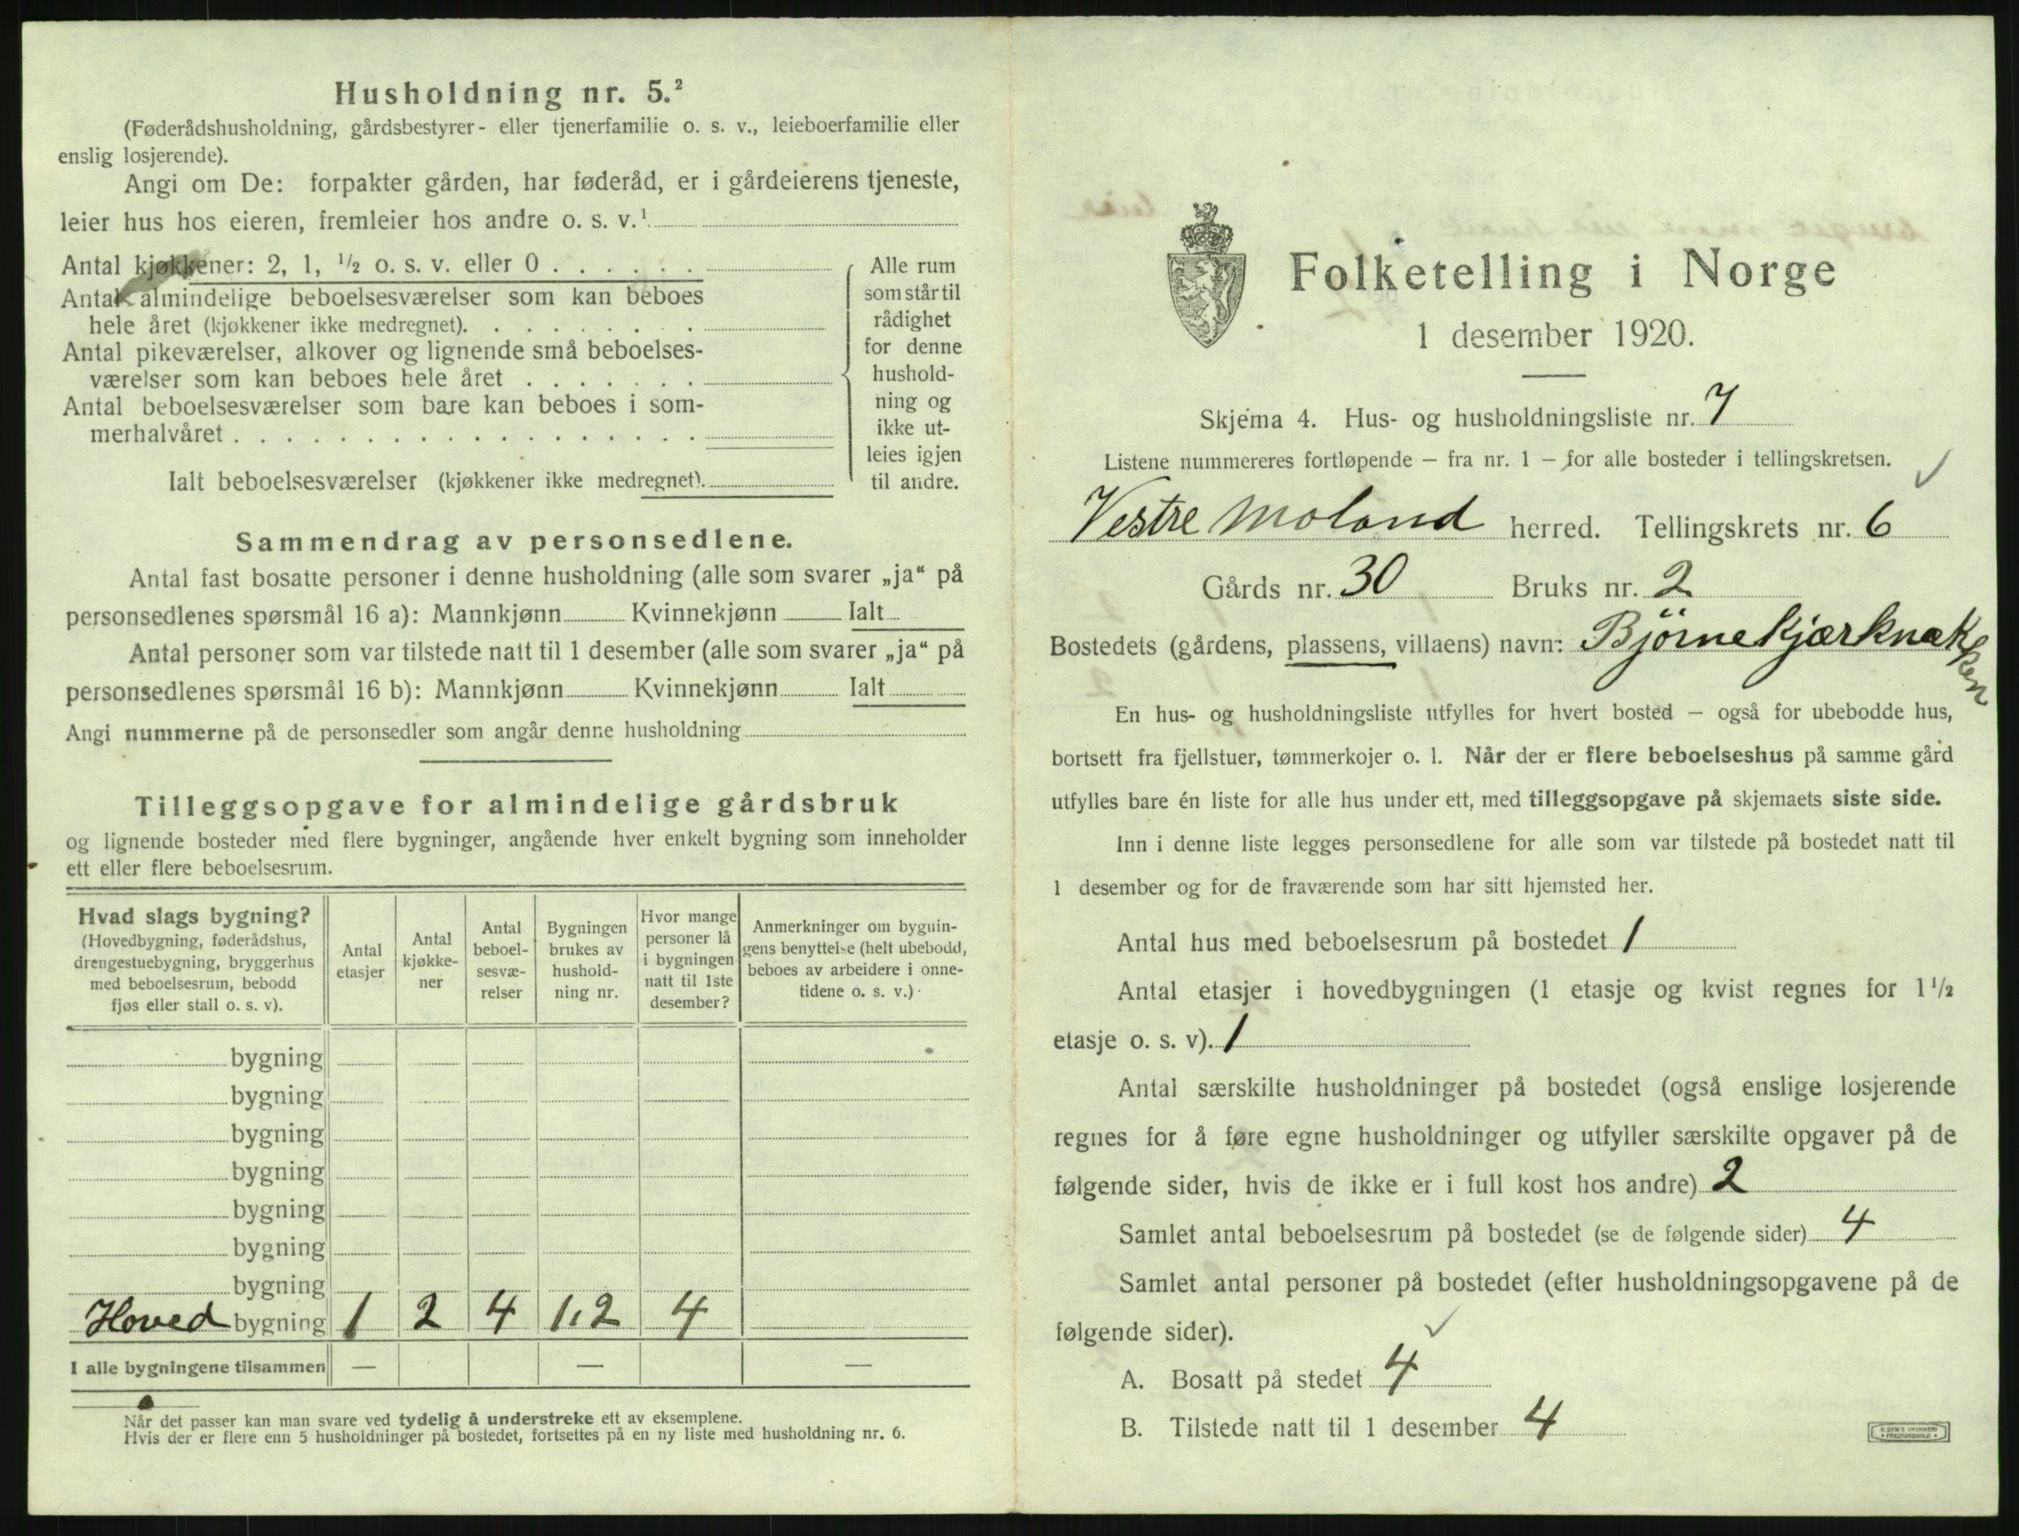 Husholdning nr. 5.²
(Føderådshusholdning, gårdsbestyrer- eller tjenerfamilie o. s. v., leieboerfamilie eller
enslig losjerende).
Angi om De: forpakter gården, har føderåd, er i gårdeierens tjeneste,
leier hus hos eieren, fremleier hos andre o. s. v.¹
Antal kjøkkener: 2, 1, ½ o. s. v. eller 0 . . . . . .
Antal almindelige beboelsesværelser som kan beboes
hele året (kjøkkener ikke medregnet). . . . . . . . .
Antal pikeværelser, alkover og lignende små beboelses-
værelser som kan beboes hele året . . . . . . .
Antal beboelsesværelser som bare kan beboes i som-
merhalvåret . . . . . . . . . . . . . . . . . .
Ialt beboelsesværelser (kjøkkener ikke medregnet).
Alle rum
som står til
rådighet
for denne
hushold-
ning og
ikke ut-
leies igjen
til andre.
Sammendrag av personsedlene.
Antal fast bosatte personer i denne husholdning (alle som svarer „ja“ på
personsedlenes spørsmål 16 a): Mannkjønn Kvinnekjønn Ialt
Antal personer som var tilstede natt til 1 desember (alle som svarer „ja“ på
personsedlenes spørsmål 16 b): Mannkjønn Kvinnekjønn Ialt
Angi nummerne på de personsedler som angår denne husholdning
Tilleggsopgave for almindelige gårdsbruk
og lignende bosteder med flere bygninger, angående hver enkelt bygning som inneholder
ett eller flere beboelsesrum.
Hvad slags bygning?
(Hovedbygning, føderådshus,
drengestuebygning, bryggerhus
med beboelsesrum, bebodd
fjøs eller stall o. s. v).
Antal
etasjer
Antal
kjøkke-
ner
Antal
beboel-
sesvæ-
relser
Bygningen
brukes av
hushold-
ning nr.
Hvor mange
personer lå
i bygningen
natt til 1ste
desember?
Anmerkninger om bygnin-
gens benyttelse (helt ubebodd,
beboes av arbeidere i onne-
tidene o. s. v.)
bygning
bygning
bygning
bygning
bygning
bygning
bygning
Hoved bygning 1 2 4 1,2 4
I alle bygningene tilsammen — — —
Når det passer kan man svare ved tydelig å understreke ett av eksemplene.
Hvis der er flere enn 5 husholdninger på bostedet, fortsettes på en ny liste med husholdning nr. 6.
Folketelling i Norge
1 desember 1920.
Skjema 4. Hus- og husholdningsliste nr. 7
Listene nummereres fortløpende – fra nr. 1 – for alle bosteder i tellingskretsen.
Vestre Moland herred. Tellingskrets nr. 6
Gårds nr. 30 Bruks nr. 2
Bostedets (gårdens, plassens, villaens) navn: Bjørnekjærknak
ken
En hus- og husholdningsliste utfylles for hvert bosted – også for ubebodde hus,
bortsett fra fjellstuer, tømmerkojer o. l. Når der er flere beboelseshus på samme gård
utfylles bare én liste for alle hus under ett, med tilleggsopgave på skjemaets siste side.
Inn i denne liste legges personsedlene for alle som var tilstede på bostedet natt til
1 desember og for de fraværende som har sitt hjemsted her.
Antal hus med beboelsesrum på bostedet 1
Antal etasjer i hovedbygningen (1 etasje og kvist regnes for 1½
etasje o. s. v). 1
Antal særskilte husholdninger på bostedet (også enslige losjerende
regnes for å føre egne husholdninger og utfyller særskilte opgaver på de
følgende sider, hvis de ikke er i full kost hos andre) 2
Samlet antal beboelsesrum på bostedet (se de følgende sider) 4
Samlet antal personer på bostedet (efter husholdningsopgavene på de
følgende sider).
A. Bosatt på stedet 4
B. Tilstede natt til 1 desember 4